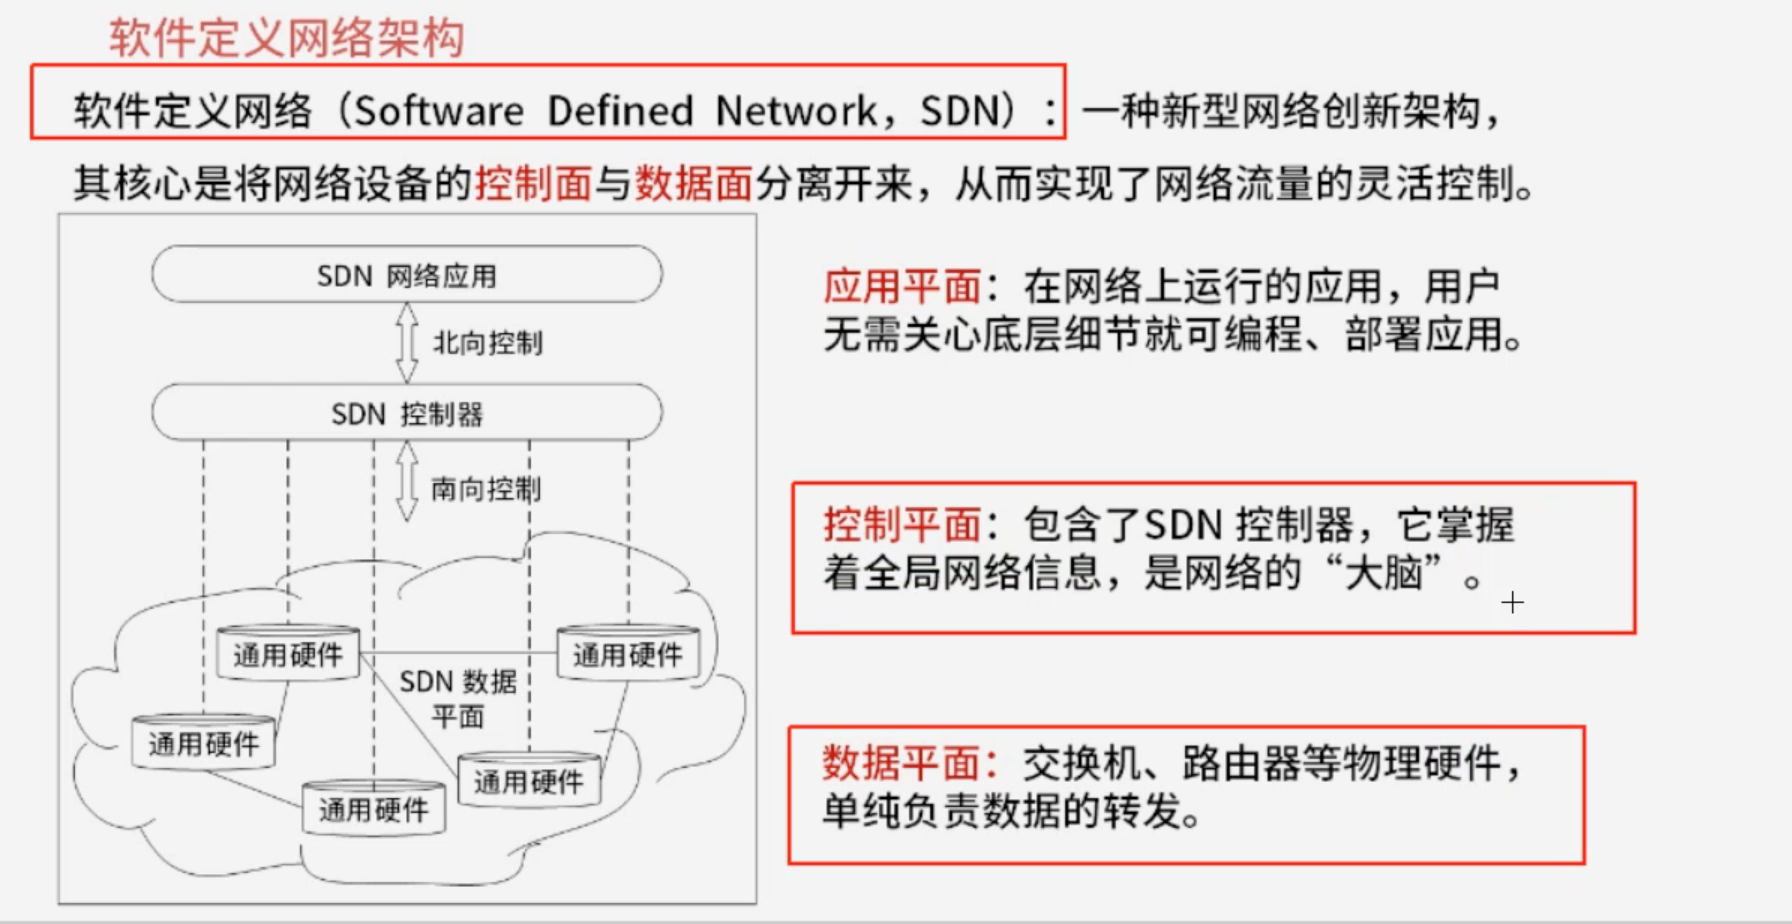 软件定义网络架构
软件定义网络（Software Defined Network，SDN）：一种新型网络创新架构，
其核心是将网络设备的控制面与数据面分离开来，从而实现了网络流量的灵活控制。
SDN 网络应用
北向控制
SDN 控制器
南向控制
通用硬件
通用硬件
SDN 数据
平面
通用硬件
通用硬件
通用硬件
应用平面：在网络上运行的应用，用户
无需关心底层细节就可编程、部署应用。
控制平面：包含了SDN 控制器，它掌握
着全局网络信息，是网络的“大脑”。
数据平面：交换机、路由器等物理硬件，
单纯负责数据的转发。